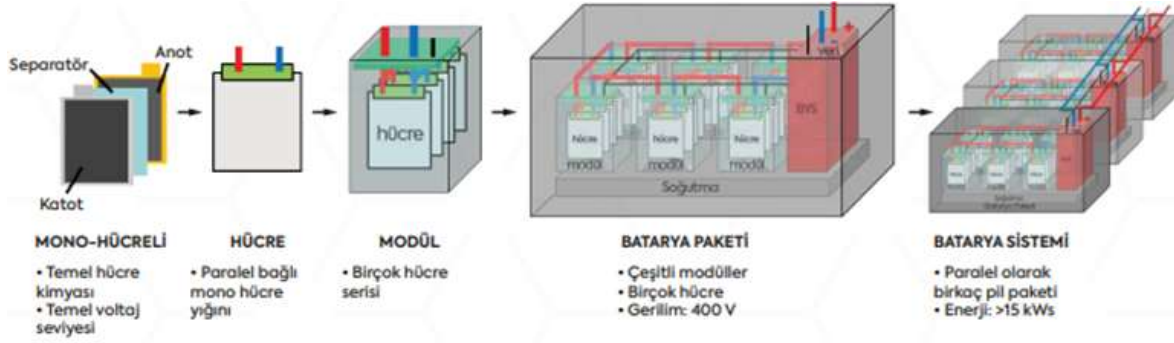 Separatör
Anot
Katot
hücre
Hücre
Hücre
Hücre
modül
modül
modül
Soğutma
BYS
veri
- +
MONO-HÜCRELİ
• Temel hücre
kimyası
• Temel voltaj
seviyesi
HÜCRE
• Paralel bağlı
mono hücre
yığını
MODÜL
• Birçok hücre
serisi
BATARYA PAKETİ
• Çeşitli modüller
• Birçok hücre
• Gerilim: 400 V
BATARYA SİSTEMİ
• Paralel olarak
birkaç pil paketi
• Enerji: >15 kWs